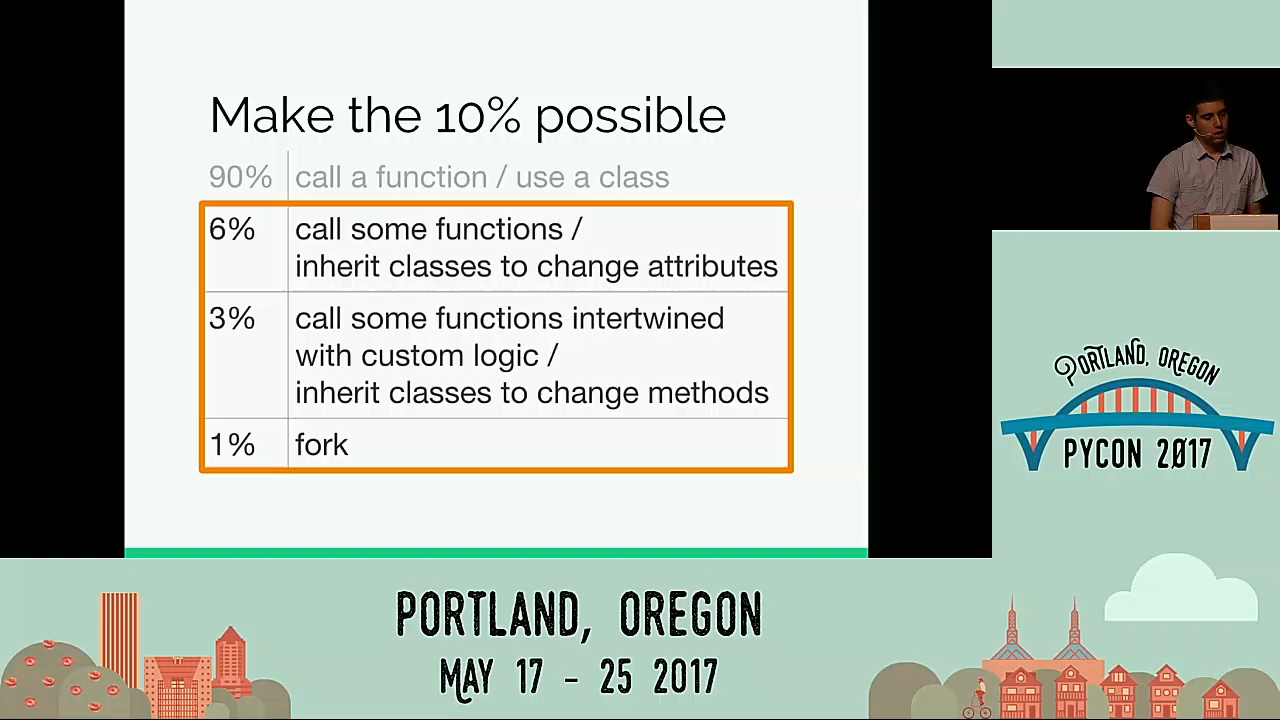 Make the 10% possible
90% call a function / use a class
6% call some functions /
inherit classes to change attributes
3% call some functions intertwined
with custom logic /
inherit classes to change methods
1% fork
PORTLAND, OREGON
PYCON 2017
PORTLAND, OREGON
MAY 17 - 25 2017